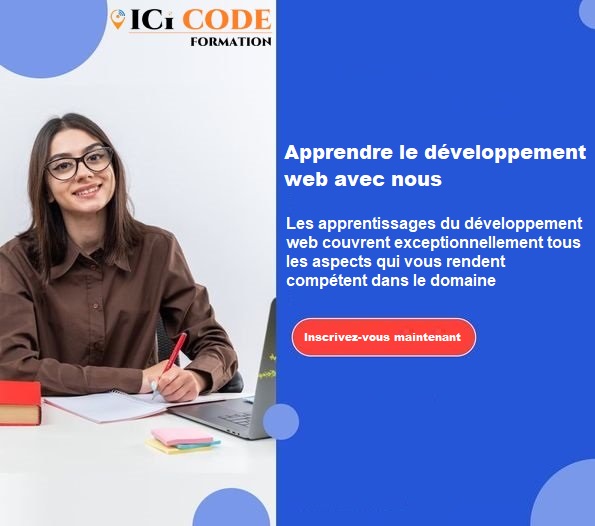 ICI CODE
FORMATION
Apprendre le développement
web avec nous
Les apprentissages du développement
web couvrent exceptionnellement tous
les aspects qui vous rendent
compétent dans le domaine
Inscrivez-vous maintenant